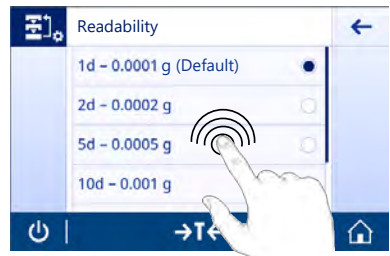 Readability
1d – 0.0001 g (Default)
2d – 0.0002 g
5d – 0.0005 g
10d – 0.001 g
→T←